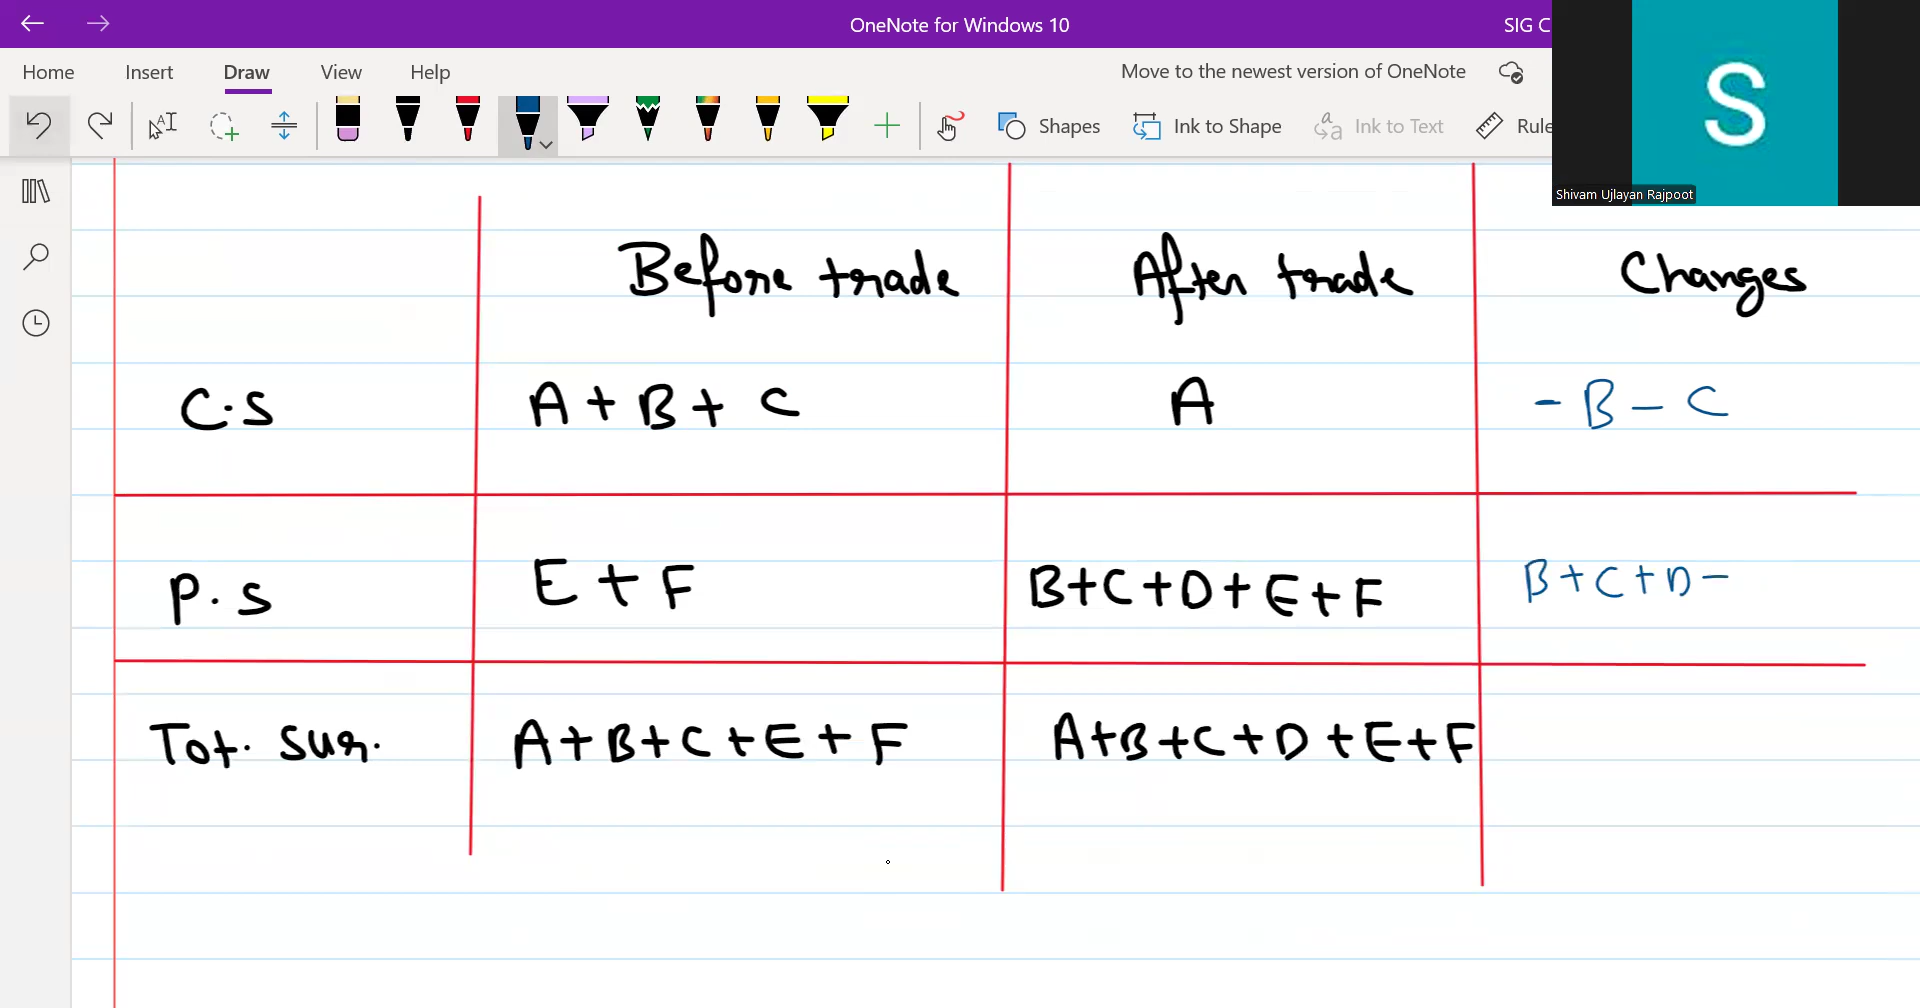 OneNote for Windows 10
SIG C
Home Insert Draw View Help Move to the newest version of OneNote
Shapes Ink to Shape Ink to Text Rule
S
Shivam Ujlayan Rajpoot
Before trade After trade Changes
C.S A + B + C A - B - C
P.S E + F B+C+D+E+F B+C+D-
Tot. sur. A+B+C+E+F A+B+C+D+E+F